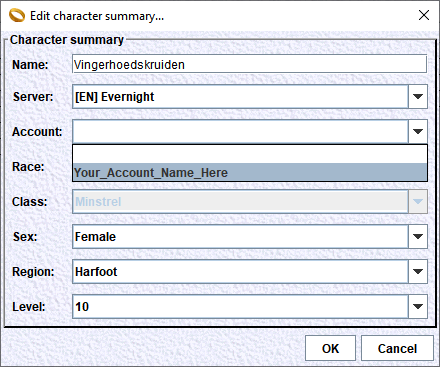 Edit character summary...
Character summary
Name: Vingerhoedskruiden
Server: [EN] Evernight
Account:
Your_Account_Name_Here
Race:
Class: Minstrel
Sex: Female
Region: Harfoot
Level: 10
OK Cancel